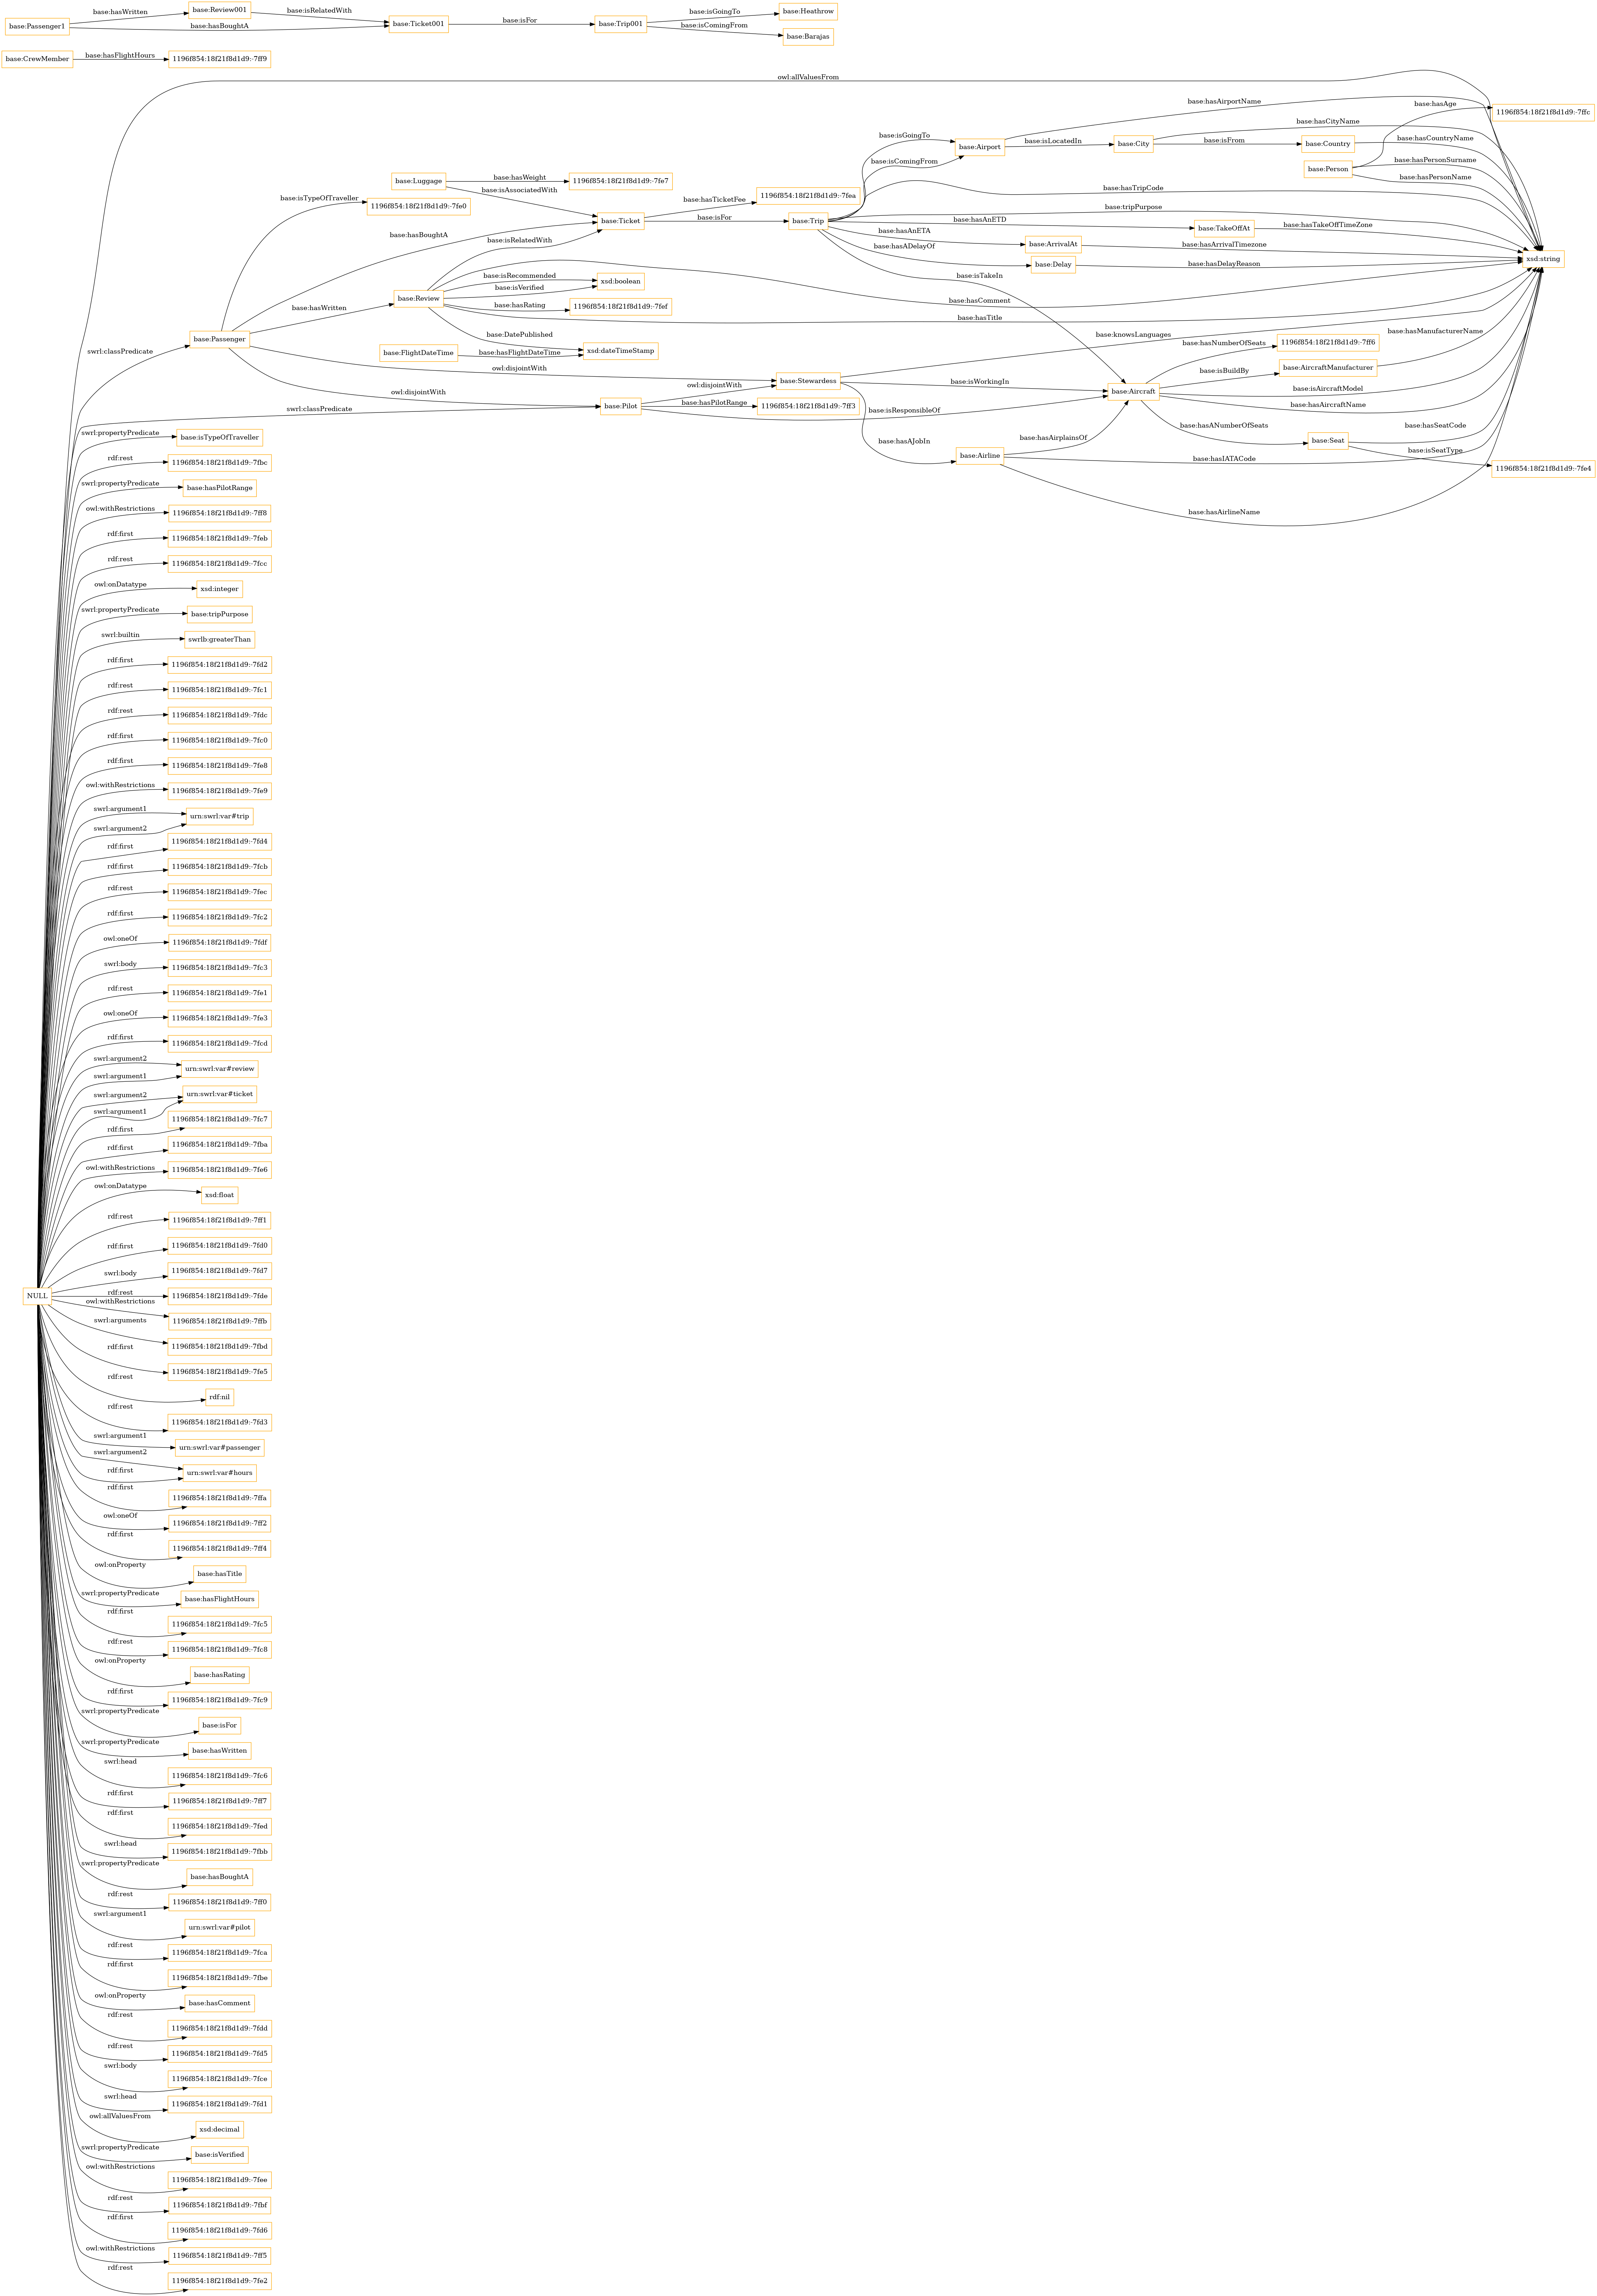 base:Passenger1
base:hasWritten
base:Review001
base:isRelatedWith
base:hasBoughtA
base:Ticket001
base:isFor
base:Trip001
base:isGoingTo
base:Heathrow
base:isComingFrom
base:Barajas
base:CrewMember
base:hasFlightHours
1196f854:18f21f8d1d9:-7ff9
owl:allValuesFrom
base:hasAirportName
base:hasAge
1196f854:18f21f8d1d9:-7ffc
base:isGoingTo
base:Airport
base:isLocatedIn
base:City
base:hasCityName
base:isFrom
base:Country
base:hasCountryName
base:isComingFrom
base:Person
base:hasPersonSurname
base:hasPersonName
base:Luggage
base:hasWeight
1196f854:18f21f8d1d9:-7fe7
base:isAssociatedWith
base:isTypeOfTraveller
1196f854:18f21f8d1d9:-7fe0
base:hasTicketFee
1196f854:18f21f8d1d9:-7fea
base:hasTripCode
base:Ticket
base:isFor
base:Trip
base:tripPurpose
base:hasAnETD
base:TakeOffAt
base:hasTakeOffTimeZone
base:hasBoughtA
base:isRelatedWith
base:hasAnETA
base:ArrivalAt
base:hasArrivalTimezone
base:hasADelayOf
base:Delay
base:hasDelayReason
xsd:string
base:isTakeIn
base:isRecommended
xsd:boolean
base:isVerified
base:Review
base:hasRating
1196f854:18f21f8d1d9:-7fef
base:hasComment
base:hasTitle
base:hasWritten
base:DatePublished
xsd:dateTimeStamp
base:FlightDateTime
base:hasFlightDateTime
base:Passenger
swrl:classPredicate
owl:disjointWith
base:knowsLanguages
base:hasNumberOfSeats
1196f854:18f21f8d1d9:-7ff6
base:hasManufacturerName
base:isBuildBy
base:AircraftManufacturer
base:Stewardess
base:isWorkingIn
base:Aircraft
base:isAircraftModel
base:hasAircraftName
owl:disjointWith
owl:disjointWith
base:Pilot
base:hasPilotRange
1196f854:18f21f8d1d9:-7ff3
base:isResponsibleOf
swrl:classPredicate
base:hasANumberOfSeats
base:Seat
base:hasSeatCode
base:isSeatType
1196f854:18f21f8d1d9:-7fe4
base:hasAJobIn
base:Airline
base:hasAirplainsOf
base:hasIATACode
base:hasAirlineName
swrl:propertyPredicate
base:isTypeOfTraveller
rdf:rest
1196f854:18f21f8d1d9:-7fbc
swrl:propertyPredicate
base:hasPilotRange
owl:withRestrictions
1196f854:18f21f8d1d9:-7ff8
rdf:first
1196f854:18f21f8d1d9:-7feb
rdf:rest
1196f854:18f21f8d1d9:-7fcc
owl:onDatatype
xsd:integer
swrl:propertyPredicate
base:tripPurpose
swrl:builtin
swrlb:greaterThan
rdf:first
1196f854:18f21f8d1d9:-7fd2
rdf:rest
1196f854:18f21f8d1d9:-7fc1
rdf:rest
1196f854:18f21f8d1d9:-7fdc
rdf:first
1196f854:18f21f8d1d9:-7fc0
rdf:first
1196f854:18f21f8d1d9:-7fe8
owl:withRestrictions
1196f854:18f21f8d1d9:-7fe9
swrl:argument1
urn:swrl:var#trip
swrl:argument2
rdf:first
1196f854:18f21f8d1d9:-7fd4
rdf:first
1196f854:18f21f8d1d9:-7fcb
rdf:rest
1196f854:18f21f8d1d9:-7fec
rdf:first
1196f854:18f21f8d1d9:-7fc2
owl:oneOf
1196f854:18f21f8d1d9:-7fdf
swrl:body
1196f854:18f21f8d1d9:-7fc3
rdf:rest
1196f854:18f21f8d1d9:-7fe1
owl:oneOf
1196f854:18f21f8d1d9:-7fe3
rdf:first
1196f854:18f21f8d1d9:-7fcd
swrl:argument2
urn:swrl:var#review
swrl:argument1
swrl:argument2
urn:swrl:var#ticket
swrl:argument1
rdf:first
1196f854:18f21f8d1d9:-7fc7
rdf:first
1196f854:18f21f8d1d9:-7fba
owl:withRestrictions
1196f854:18f21f8d1d9:-7fe6
owl:onDatatype
xsd:float
rdf:rest
1196f854:18f21f8d1d9:-7ff1
rdf:first
1196f854:18f21f8d1d9:-7fd0
swrl:body
1196f854:18f21f8d1d9:-7fd7
NULL
rdf:rest
1196f854:18f21f8d1d9:-7fde
owl:withRestrictions
1196f854:18f21f8d1d9:-7ffb
swrl:arguments
1196f854:18f21f8d1d9:-7fbd
rdf:first
1196f854:18f21f8d1d9:-7fe5
rdf:rest
rdf:nil
rdf:rest
1196f854:18f21f8d1d9:-7fd3
swrl:argument1
urn:swrl:var#passenger
swrl:argument2
urn:swrl:var#hours
rdf:first
rdf:first
1196f854:18f21f8d1d9:-7ffa
owl:oneOf
1196f854:18f21f8d1d9:-7ff2
rdf:first
1196f854:18f21f8d1d9:-7ff4
owl:onProperty
base:hasTitle
swrl:propertyPredicate
base:hasFlightHours
rdf:first
1196f854:18f21f8d1d9:-7fc5
rdf:rest
1196f854:18f21f8d1d9:-7fc8
owl:onProperty
base:hasRating
rdf:first
1196f854:18f21f8d1d9:-7fc9
swrl:propertyPredicate
base:isFor
swrl:propertyPredicate
base:hasWritten
swrl:head
1196f854:18f21f8d1d9:-7fc6
rdf:first
1196f854:18f21f8d1d9:-7ff7
rdf:first
1196f854:18f21f8d1d9:-7fed
swrl:head
1196f854:18f21f8d1d9:-7fbb
swrl:propertyPredicate
base:hasBoughtA
rdf:rest
1196f854:18f21f8d1d9:-7ff0
swrl:argument1
urn:swrl:var#pilot
rdf:rest
1196f854:18f21f8d1d9:-7fca
rdf:first
1196f854:18f21f8d1d9:-7fbe
owl:onProperty
base:hasComment
rdf:rest
1196f854:18f21f8d1d9:-7fdd
rdf:rest
1196f854:18f21f8d1d9:-7fd5
swrl:body
1196f854:18f21f8d1d9:-7fce
swrl:head
1196f854:18f21f8d1d9:-7fd1
owl:allValuesFrom
xsd:decimal
swrl:propertyPredicate
base:isVerified
owl:withRestrictions
1196f854:18f21f8d1d9:-7fee
rdf:rest
1196f854:18f21f8d1d9:-7fbf
rdf:first
1196f854:18f21f8d1d9:-7fd6
owl:withRestrictions
1196f854:18f21f8d1d9:-7ff5
rdf:rest
1196f854:18f21f8d1d9:-7fe2